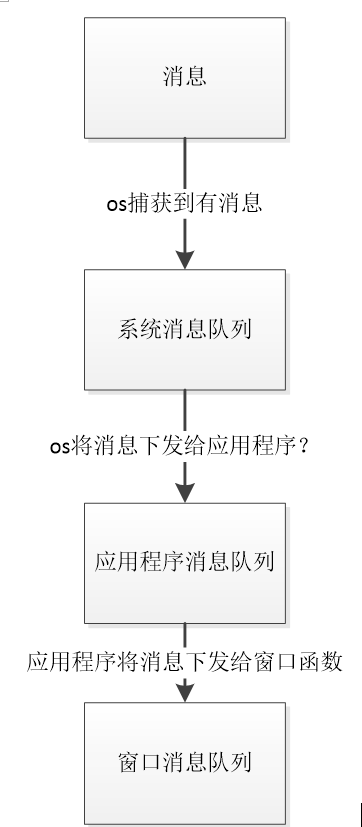 消息
os捕获到有消息
系统消息队列
os将消息下发给应用程序？
应用程序消息队列
应用程序将消息下发给窗口函数
窗口消息队列